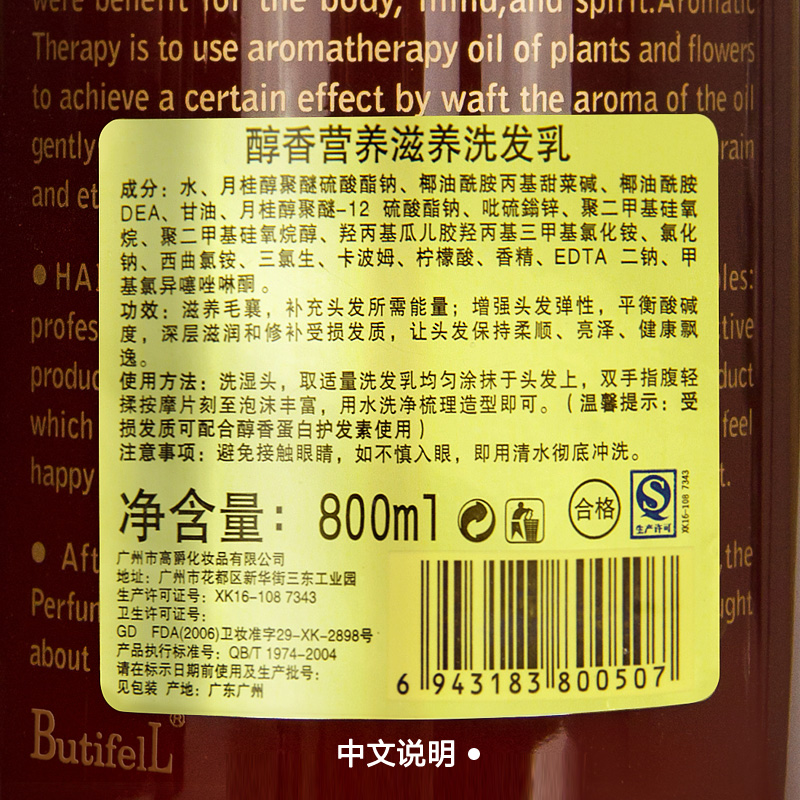 were benefit for the body, mind,and spirit.Aromatic
Therapy is to use aromatherapy oil of plants and flowers
to achieve a certain effect by waft the aroma of the oil
gently
and et
醇香营养滋养洗发乳
成分：水、月桂醇聚醚硫酸酯钠、椰油酰胺丙基甜菜碱、椰油酰胺
DEA、甘油、月桂醇聚醚-12 硫酸酯钠、吡硫鎓锌、聚二甲基硅氧
烷、聚二甲基硅氧烷醇、羟丙基瓜儿胶羟丙基三甲基氯化铵、氯化
钠、西曲氯铵、三氯生、卡波姆、柠檬酸、香精、EDTA 二钠、甲
基氯异噻唑啉酮。
功效：滋养毛襄，补充头发所需能量；增强头发弹性，平衡酸碱
度，深层滋润和修补受损发质，让头发保持柔顺、亮泽、健康飘
逸。
使用方法：洗湿头，取适量洗发乳均匀涂抹于头发上，双手指腹轻
揉按摩片刻至泡沫丰富，用水洗净梳理造型即可。（温馨提示：受
损发质可配合醇香蛋白护发素使用）
注意事项：避免接触眼睛，如不慎入眼，即用清水彻底冲洗。
净含量：800ml
合格
生产许可
XK16-108 7343
广州市高爵化妆品有限公司
地址：广州市花都区新华街三东工业园
生产许可证号：XK16-108 7343
卫生许可证号：
GD FDA(2006)卫妆准字29-XK-2898号
产品执行标准号：QB/T 1974-2004
请在标示日期前使用及生产批号：
见包装 产地：广东广州
6 943183 800507
● HA
profes
produc
duct
which
feel
happy
● Aft
the
Perfum
ught
about
ButifelL®
中文说明 ●